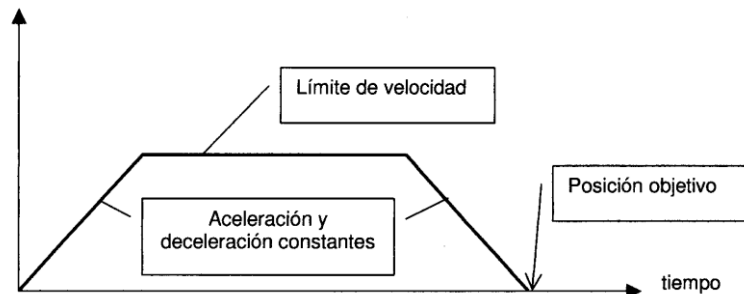 Límite de velocidad
Posición objetivo
Aceleración y
deceleración constantes
tiempo